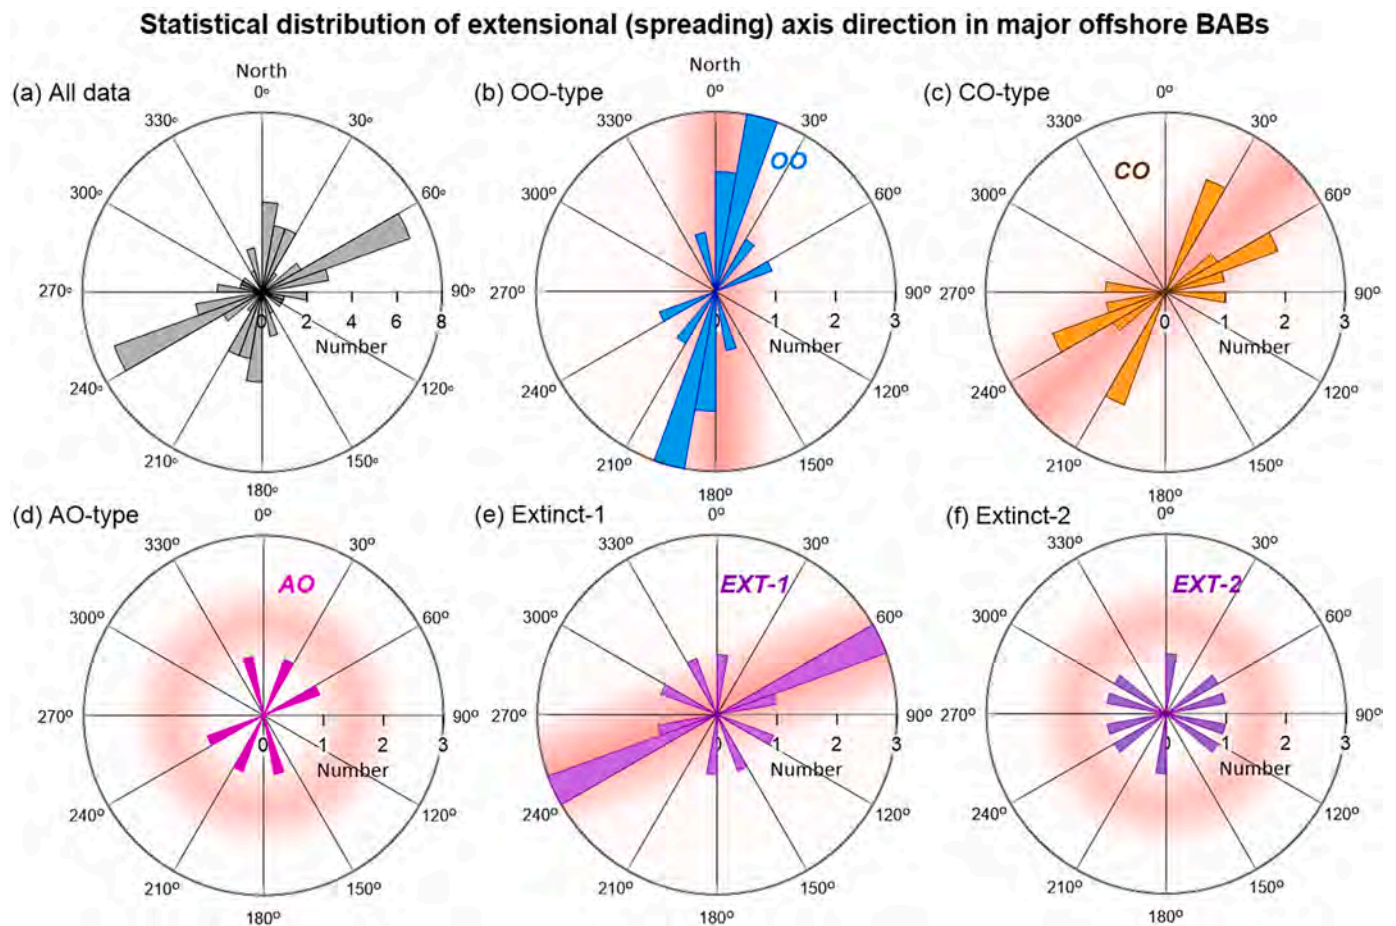 Statistical distribution of extensional (spreading) axis direction in major offshore BABs
(a) All data
North
0°
30°
60°
90°
120°
150°
180°
210°
240°
270°
300°
330°
0 2 4 6 8
Number
(b) OO-type
North
0°
30°
60°
90°
120°
150°
180°
210°
240°
270°
300°
330°
OO
0 1 2 3
Number
(c) CO-type
0°
30°
60°
90°
120°
150°
180°
210°
240°
270°
300°
330°
CO
0 1 2 3
Number
(d) AO-type
0°
30°
60°
90°
120°
150°
180°
210°
240°
270°
300°
330°
AO
0 1 2 3
Number
(e) Extinct-1
0°
30°
60°
90°
120°
150°
180°
210°
240°
270°
300°
330°
EXT-1
0 1 2 3
Number
(f) Extinct-2
0°
30°
60°
90°
120°
150°
180°
210°
240°
270°
300°
330°
EXT-2
0 1 2 3
Number